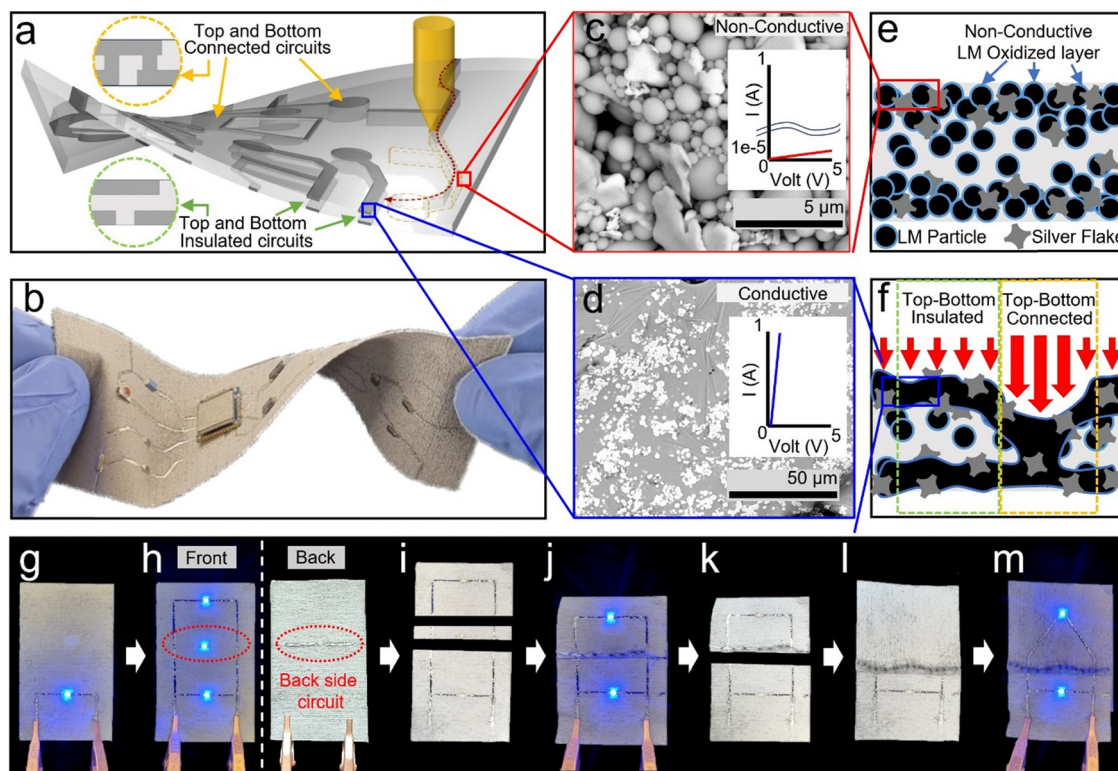 a
Top and Bottom
Connected circuits
Top and Bottom
Insulated circuits
b
c
Non-Conductive
1
I (A)
1e-5
0
5
Volt (V)
5 μm
d
Conductive
1
I (A)
0
5
Volt (V)
50 μm
e
Non-Conductive
LM Oxidized layer
LM Particle
Silver Flake
f
Top-Bottom
Insulated
Top-Bottom
Connected
g
h
Front
Back
Back side
circuit
i
j
k
l
m